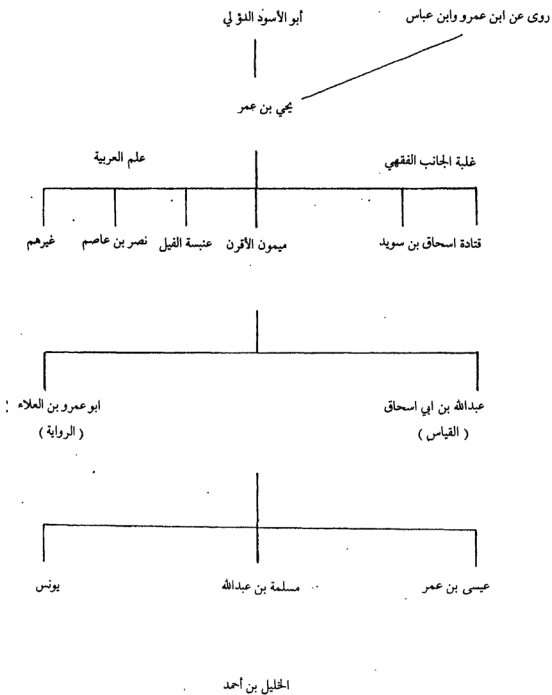 روى عن ابن عمرو وابن عباس
أبو الأسود الدؤلي
يحي بن عمر
غلبة الجانب الفقهي
علم العربية
قتادة اسحاق بن سويد
ميمون الأقرن
عنبسة الفيل
نصر بن عاصم
غيرهم
عبدالله بن ابي اسحاق
( القياس )
ابو عمرو بن العلاء
( الرواية )
عيسى بن عمر
مسلمة بن عبدالله
يونس
الخليل بن أحمد